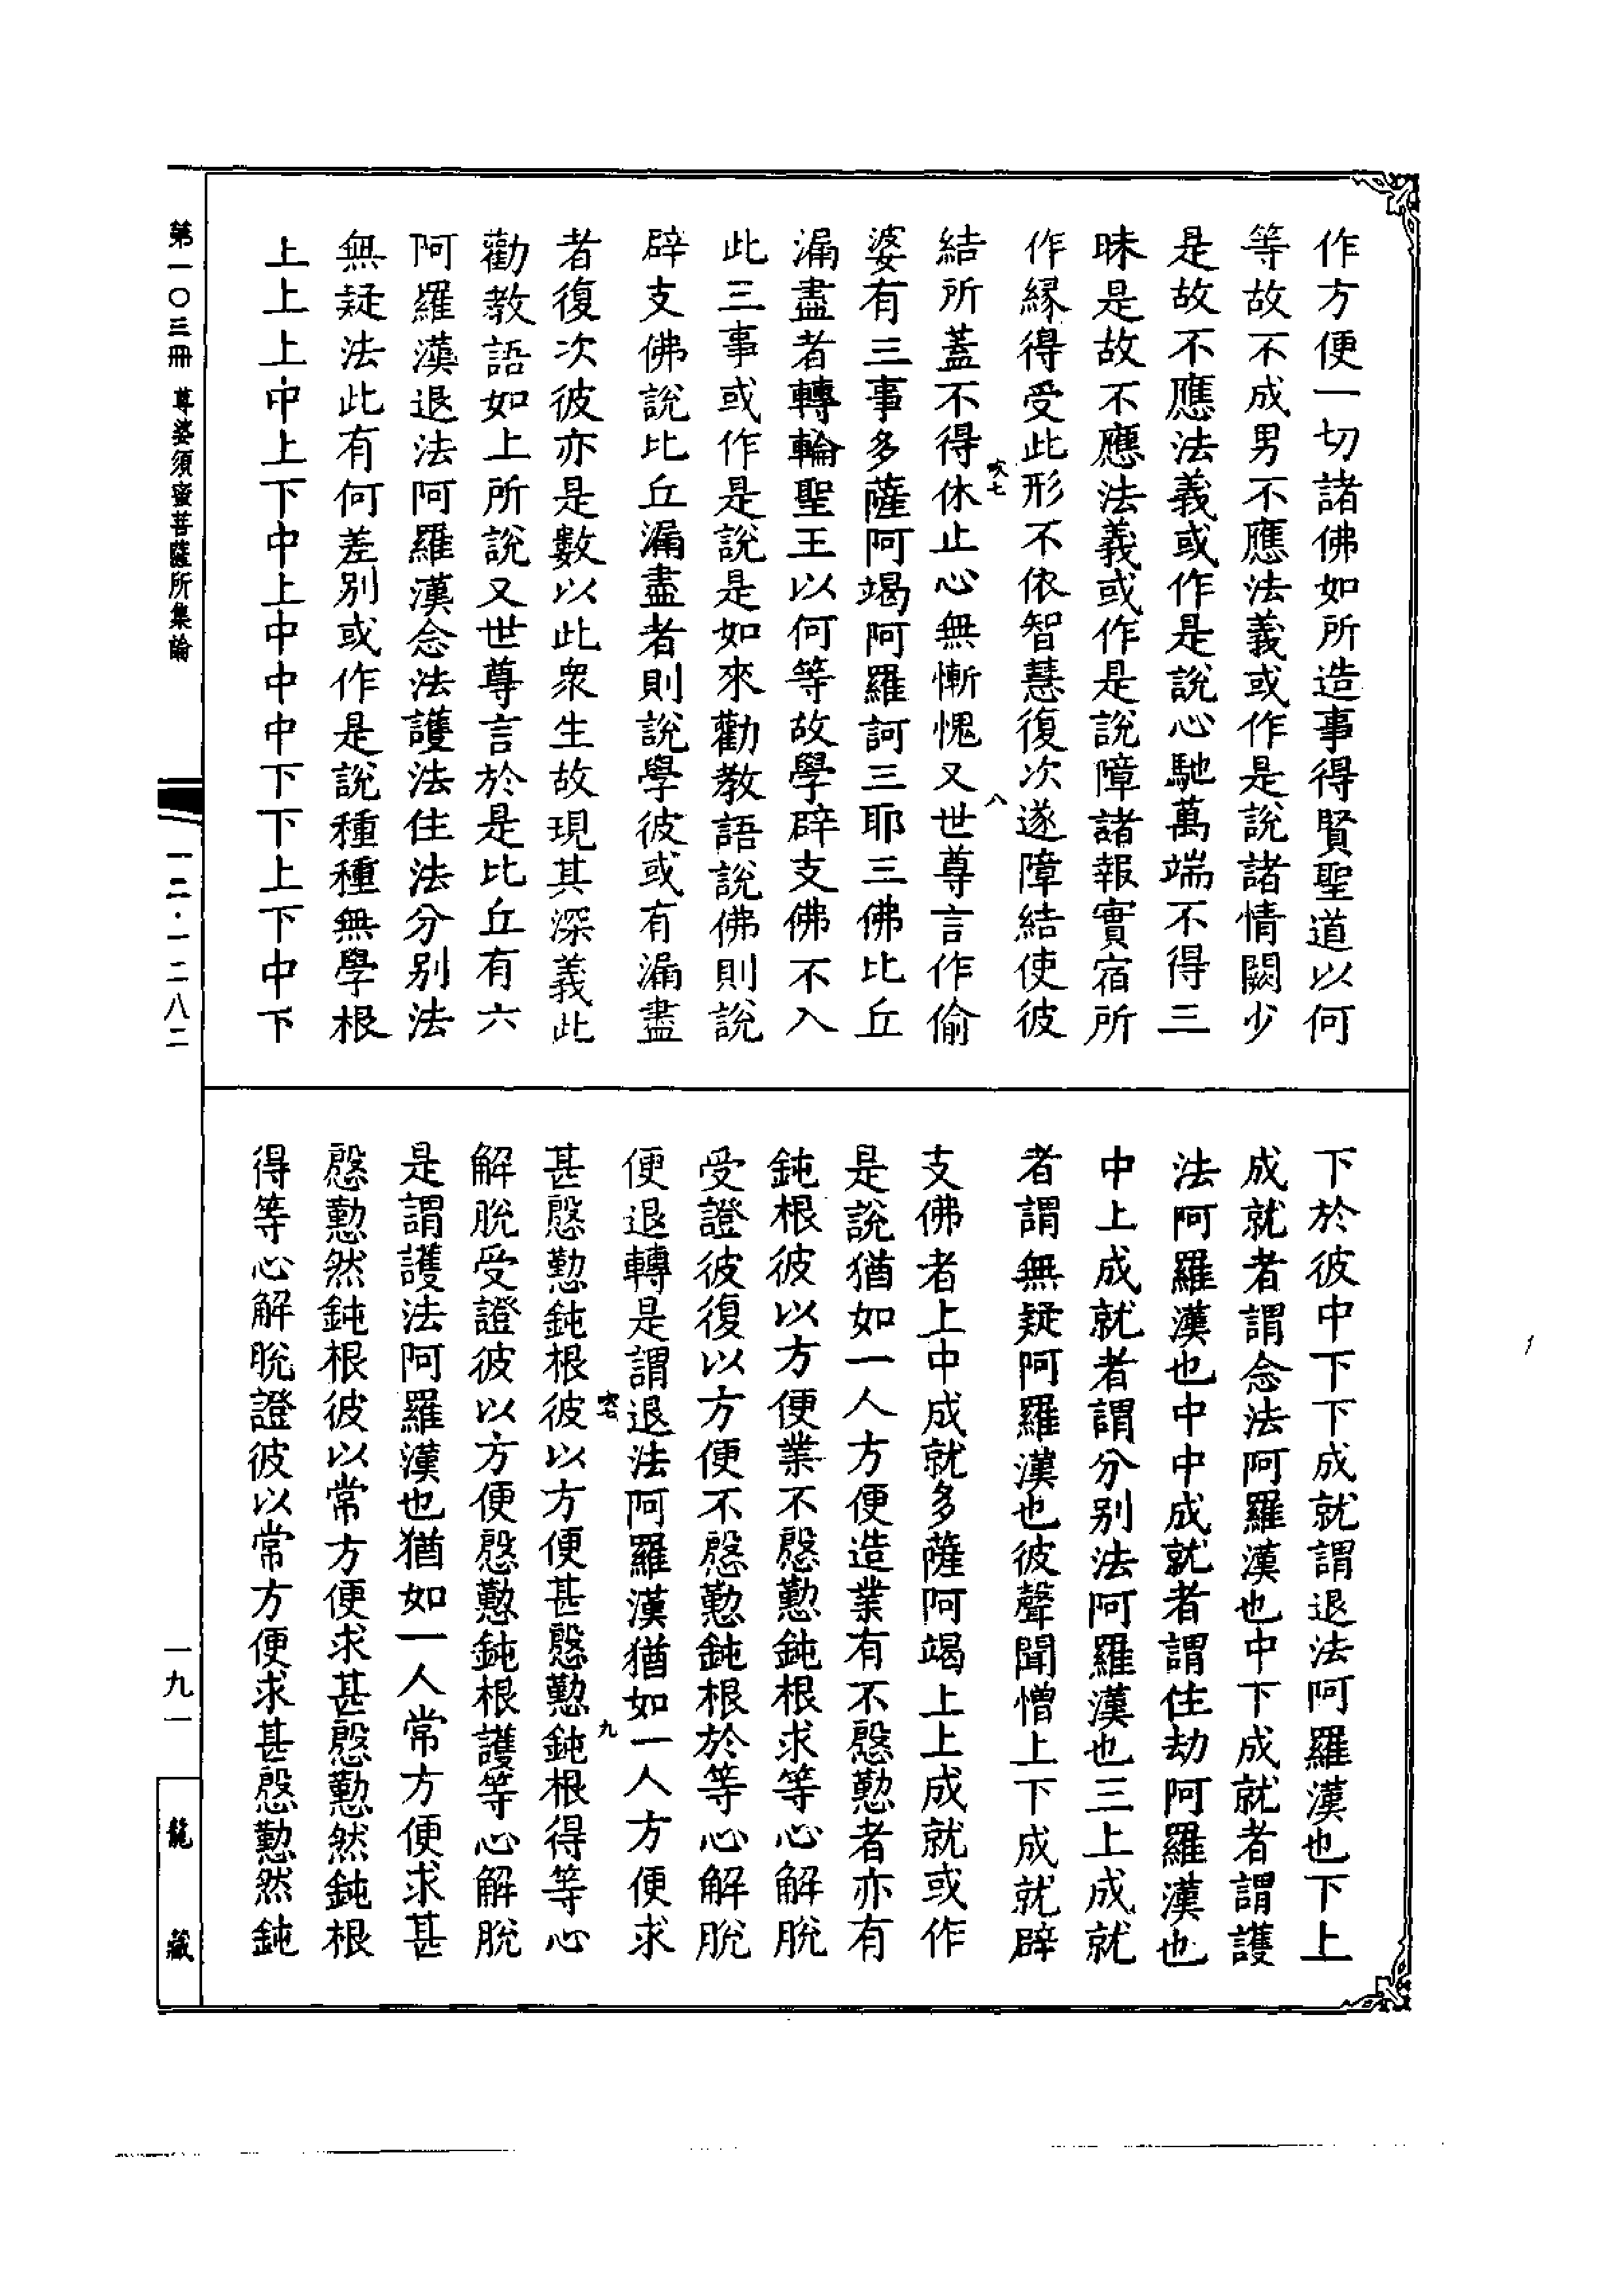 作方便一切諸佛如所造事得賢聖道以何
等故不成男不應法義或作是說諸情闕少
是故不應法義或作是說心馳萬端不得三
昧是故不應法義或作是說障諸報實宿所
作緣得受此形不依智慧復次遂障結使彼
結所蓋不得休止心無慚愧又世尊言作偷
婆有三事多薩阿竭阿羅訶三耶三佛比丘
漏盡者轉輪聖王以何等故學辟支佛不入
此三事或作是說是如來勸教語說佛則說
辟支佛說比丘漏盡者則說學彼或有漏盡
者復次彼亦是數以此眾生故現其深義此
勸教語如上所說又世尊言於是比丘有六
阿羅漢退法阿羅漢念法護法住法分別法
無疑法此有何差別或作是說種種無學根
上上上中上下中上中中中下下上下中下
下於彼中下下下成就謂退法阿羅漢也下上
成就者謂念法阿羅漢也中下成就者謂護
法阿羅漢也中中成就者謂住劫阿羅漢也
中上成就者謂分別法阿羅漢也三上成就
者謂無疑阿羅漢也彼聲聞憎上下成就辟
支佛者上中成就多薩阿竭上上成就或作
是說猶如一人方便造業有不慇懃者亦有
鈍根彼以方便業不慇懃鈍根求等心解脫
受證彼復以方便不慇懃鈍根於等心解脫
便退轉是謂退法阿羅漢猶如一人方便求
甚慇懃鈍根彼以方便甚慇懃鈍根得等心
解脫受證彼以方便慇懃鈍根護等心解脫
是謂護法阿羅漢也猶如一人常方便求甚
慇懃然鈍根彼以常方便求甚慇懃然鈍根
得等心解脫證彼以常方便求甚慇懃然鈍
第一〇三冊 尊婆須蜜菩薩所集論
一二·一二八二
一九一
龍藏
八
九